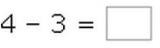 4 − 3 =